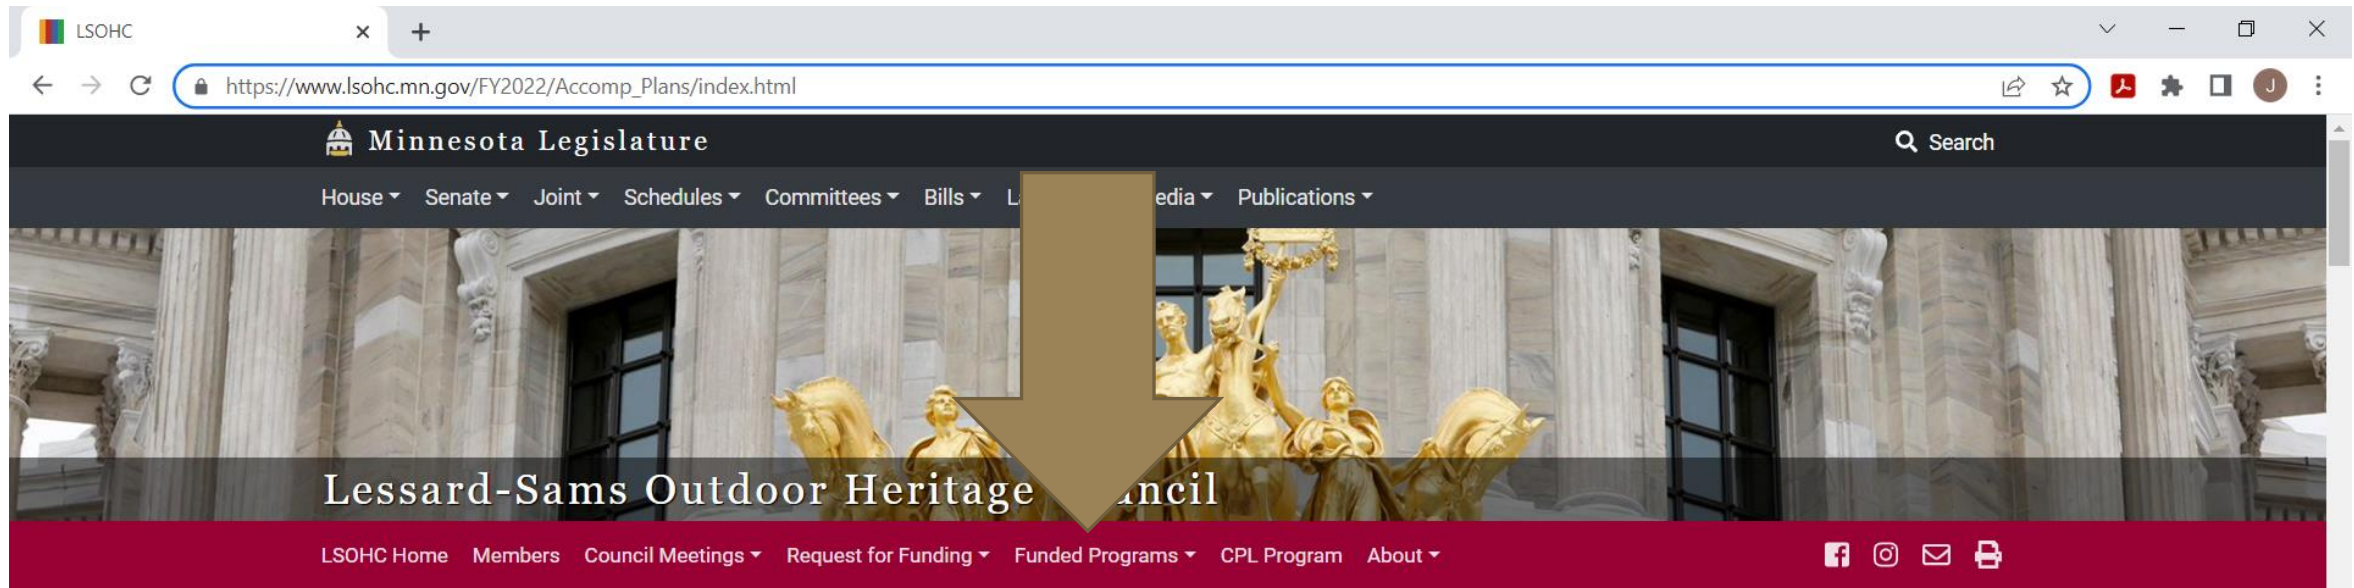 LSOHC
https://www.lsohc.mn.gov/FY2022/Accomp_Plans/index.html
J
Minnesota Legislature
Search
House Senate Joint Schedules Committees Bills Publications
Lessard-Sams Outdoor Heritage
LSOHC Home Members Council Meetings Request for Funding Funded Programs CPL Program About